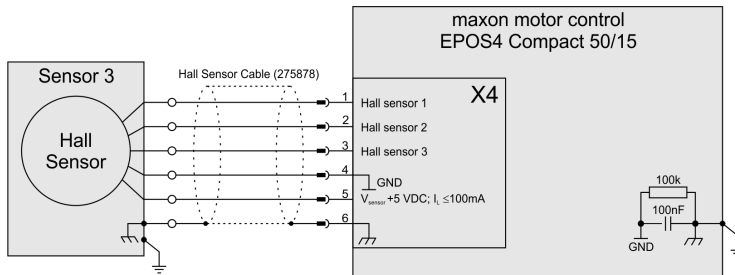 maxon motor control
EPOS4 Compact 50/15
Sensor 3
Hall Sensor Cable (275878)
X4
Hall
Sensor
1 Hall sensor 1
2 Hall sensor 2
3 Hall sensor 3
4 GND
5 Vsensor +5 VDC; IL ≤100mA
6
100k
100nF
GND